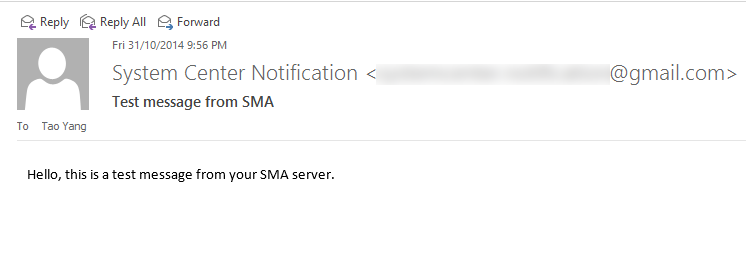 Reply Reply All Forward
Fri 31/10/2014 9:56 PM
System Center Notification < @gmail.com>
Test message from SMA
To Tao Yang
Hello, this is a test message from your SMA server.